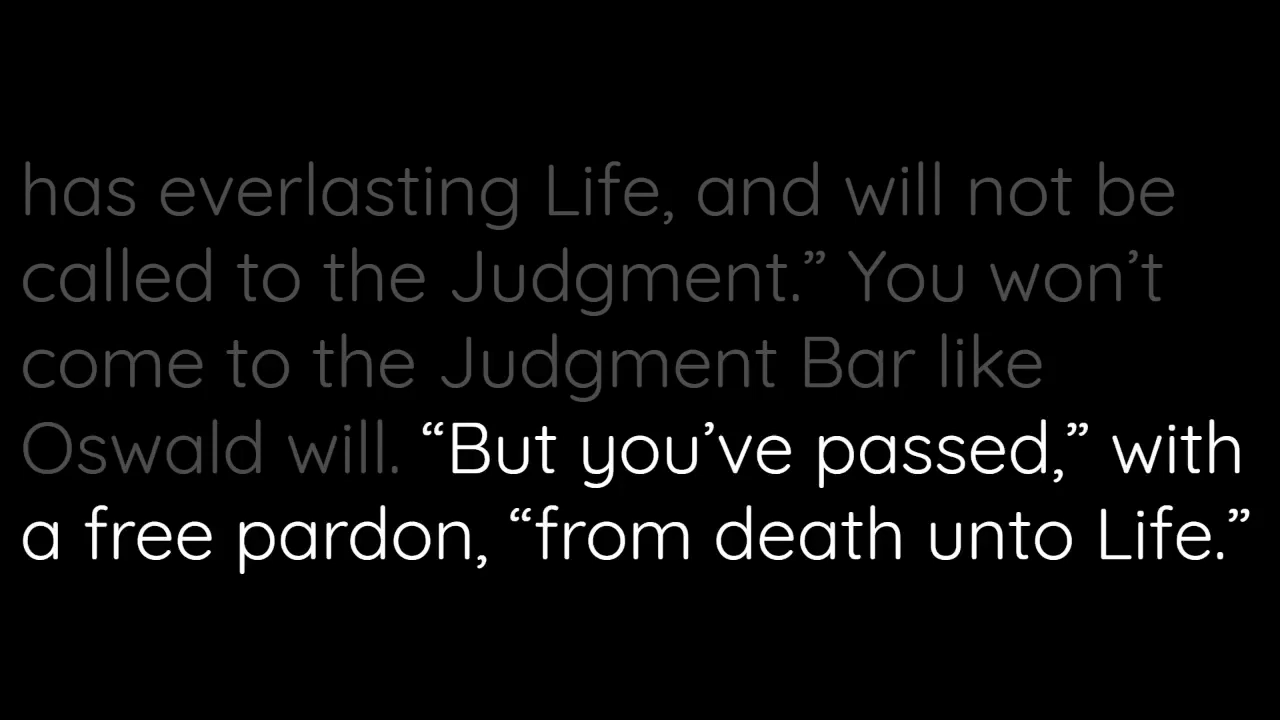 has everlasting Life, and will not be
called to the Judgment.” You won’t
come to the Judgment Bar like
Oswald will. “But you’ve passed,” with
a free pardon, “from death unto Life.”